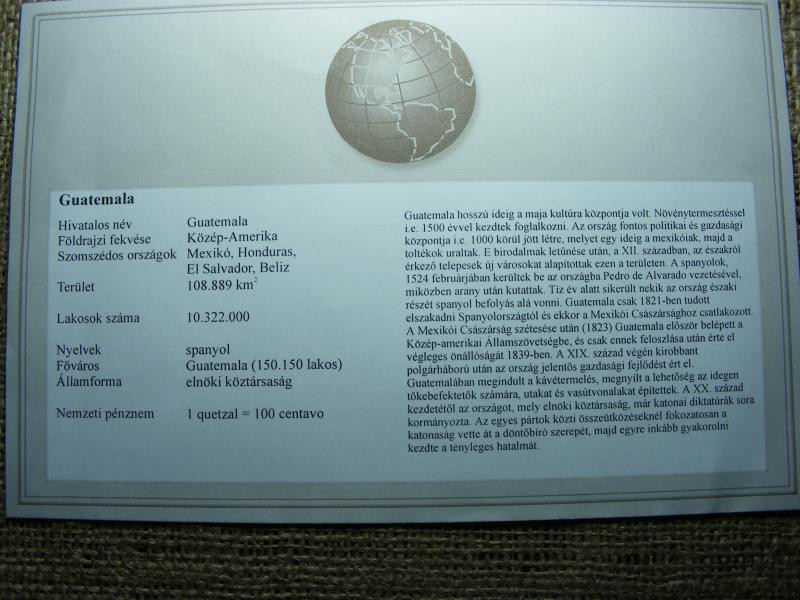 Guatemala
Hivatalos név Guatemala
Földrajzi fekvése Közép-Amerika
Szomszédos országok Mexikó, Honduras,
El Salvador, Beliz
Terület 108.889 km²
Lakosok száma 10.322.000
Nyelvek spanyol
Főváros Guatemala (150.150 lakos)
Államforma elnöki köztársaság
Nemzeti pénznem 1 quetzal = 100 centavo
Guatemala hosszú ideig a maja kultúra központja volt. Növénytermesztéssel
i.e. 1500 évvel kezdtek foglalkozni. Az ország fontos politikai és gazdasági
központja i.e. 1000 körül jött létre, melyet egy ideig a mexikóiak, majd a
toltékok uraltak. E birodalmak letűnése után, a XII. században, az északról
érkező telepesek új városokat alapítottak ezen a területen. A spanyolok,
1524 februárjában kerültek be az országba Pedro de Alvarado vezetésével,
miközben arany után kutattak. Tíz év alatt sikerült nekik az ország északi
részét spanyol befolyás alá vonni. Guatemala csak 1821-ben tudott
elszakadni Spanyolországtól és ekkor a Mexikói Császársághoz csatlakozott.
A Mexikói Császárság szétesése után (1823) Guatemala először belépett a
Közép-amerikai Államszövetségbe, és csak ennek feloszlása után érte el
végleges önállóságát 1839-ben. A XIX. század végén kirobbant
polgárháború után az ország jelentős gazdasági fejlődést ért el.
Guatemalában megindult a kávétermelés, megnyílt a lehetőség az idegen
tőkebefektetők számára, utakat és vasútvonalakat építettek. A XX. század
kezdetétől az országot, mely elnöki köztársaság, már katonai diktatúrák sora
kormányozta. Az egyes pártok közti összeütközéseknél fokozatosan a
katonaság vette át a döntőbíró szerepét, majd egyre inkább gyakorolni
kezdte a tényleges hatalmát.